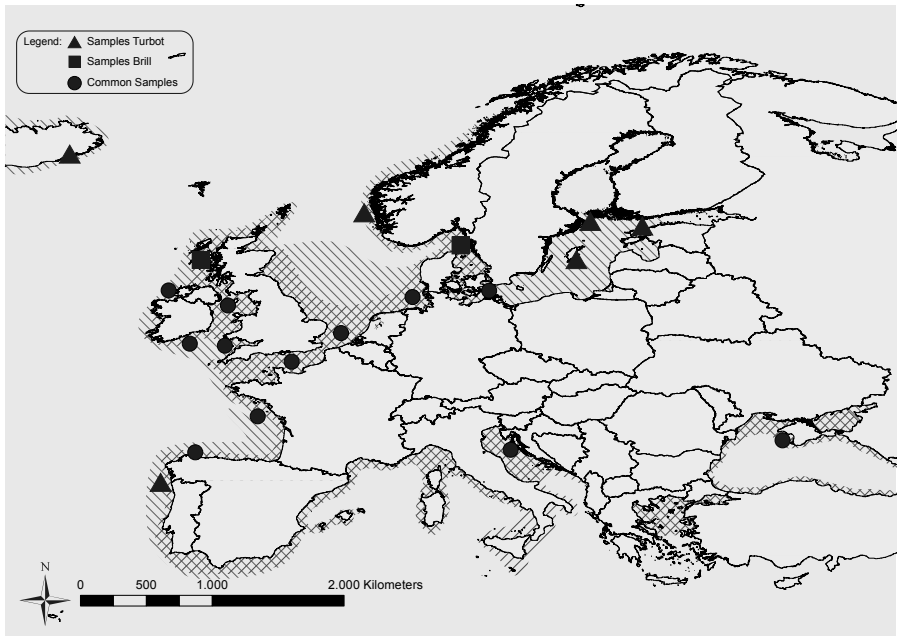 Legend: Samples Turbot
Samples Brill
Common Samples
N
0 500 1.000 2.000 Kilometers